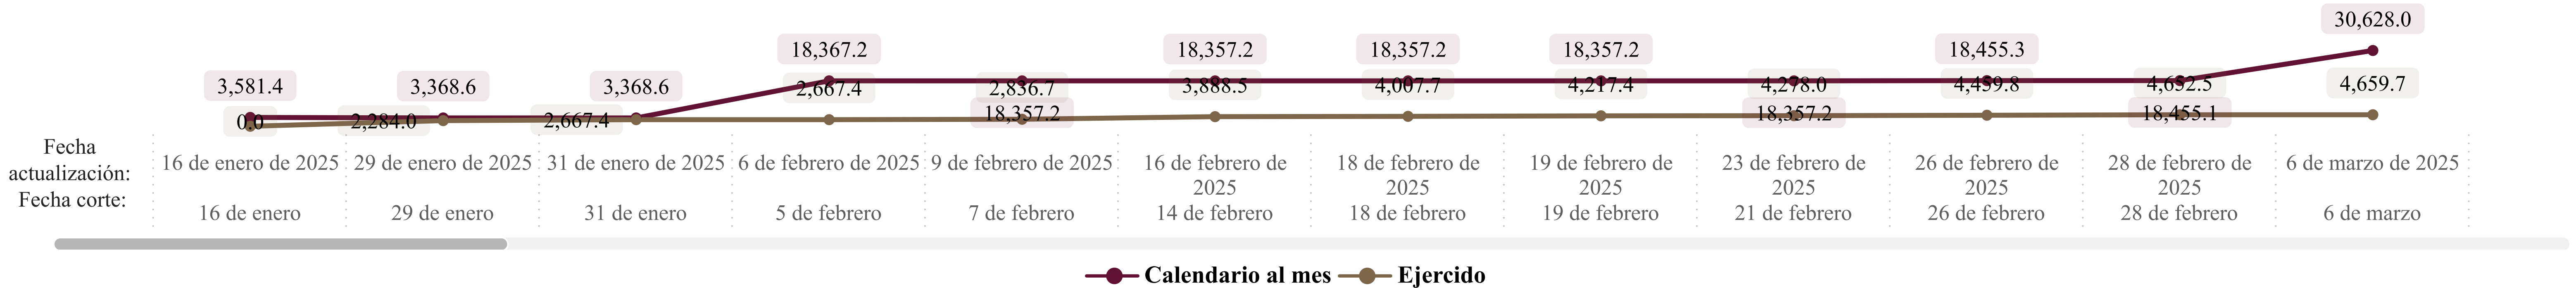 30,628.0
18,367.2
18,357.2
18,357.2
18,357.2
18,455.3
3,581.4
3,368.6
3,368.6
2,667.4
2,836.7
3,888.5
4,007.7
4,217.4
4,278.0
4,459.8
4,652.5
4,659.7
0.0
2,284.0
2,667.4
18,357.2
18,357.2
18,455.1
Fecha
actualización:
16 de enero de 2025
29 de enero de 2025
31 de enero de 2025
6 de febrero de 2025
9 de febrero de 2025
16 de febrero de
2025
18 de febrero de
2025
19 de febrero de
2025
23 de febrero de
2025
26 de febrero de
2025
28 de febrero de
2025
6 de marzo de 2025
Fecha corte:
16 de enero
29 de enero
31 de enero
5 de febrero
7 de febrero
14 de febrero
18 de febrero
19 de febrero
21 de febrero
26 de febrero
28 de febrero
6 de marzo
Calendario al mes
Ejercido